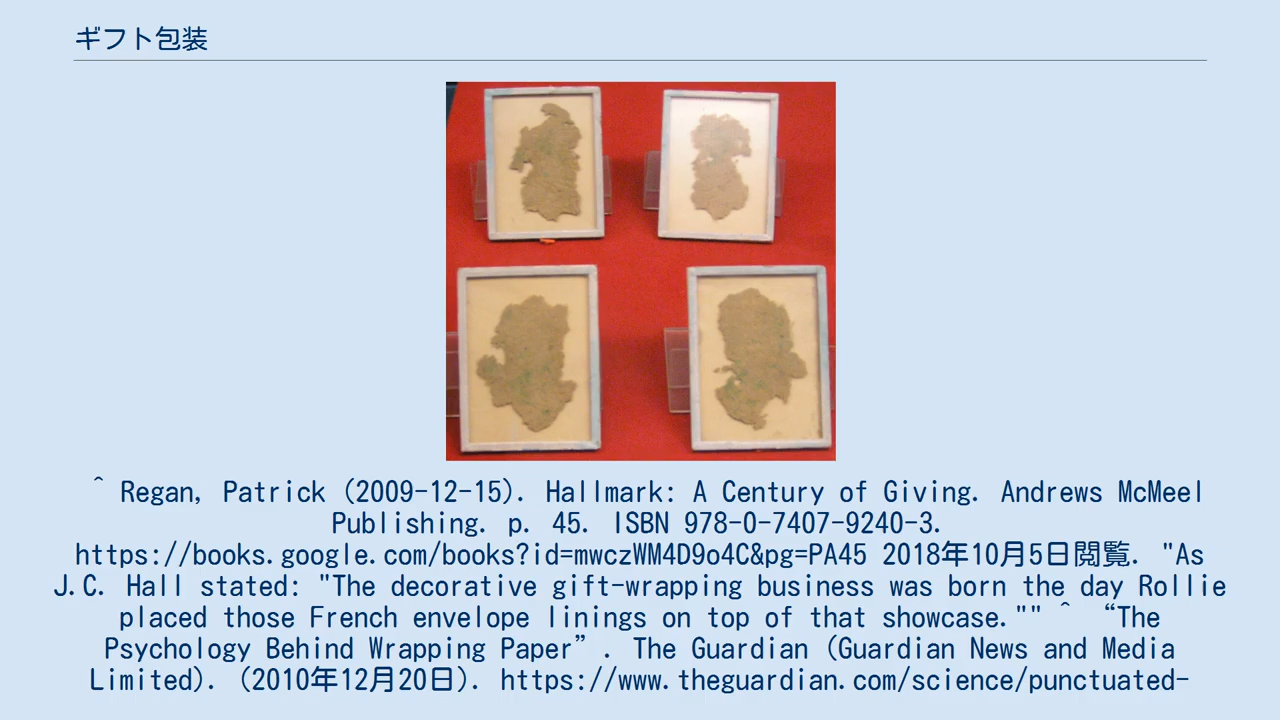 ギフト包装
^ Regan, Patrick (2009-12-15). Hallmark: A Century of Giving. Andrews McMeel
Publishing. p. 45. ISBN 978-0-7407-9240-3.
https://books.google.com/books?id=mwczWM4D9o4C&pg=PA45 2018年10月5日閲覧. "As
J.C. Hall stated: "The decorative gift-wrapping business was born the day Rollie
placed those French envelope linings on top of that showcase."" ^ “The
Psychology Behind Wrapping Paper”. The Guardian (Guardian News and Media
Limited). (2010年12月20日). https://www.theguardian.com/science/punctuated-